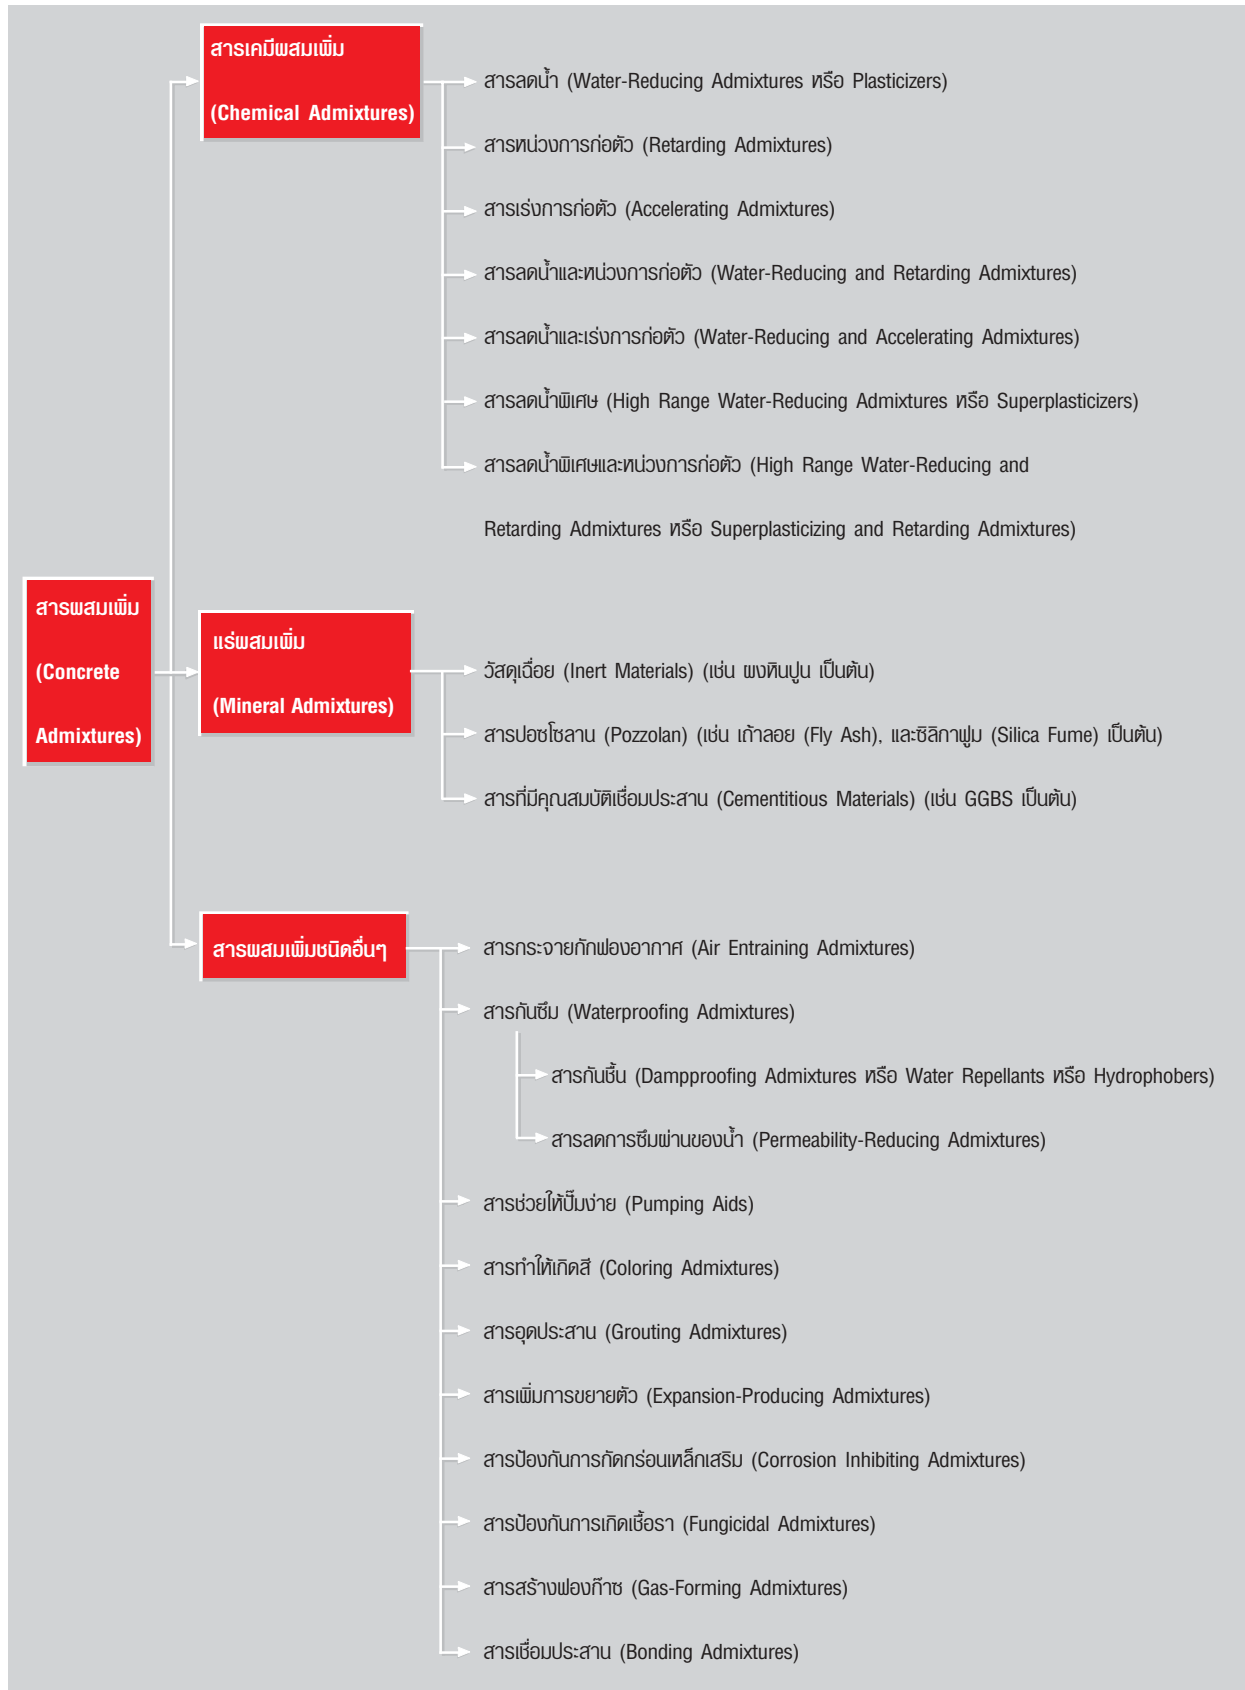 สารเคมีผสมเพิ่ม
(Chemical Admixtures)
สารลดน้ำ (Water-Reducing Admixtures หรือ Plasticizers)
สารหน่วงการก่อตัว (Retarding Admixtures)
สารเร่งการก่อตัว (Accelerating Admixtures)
สารลดน้ำและหน่วงการก่อตัว (Water-Reducing and Retarding Admixtures)
สารลดน้ำและเร่งการก่อตัว (Water-Reducing and Accelerating Admixtures)
สารลดน้ำพิเศษ (High Range Water-Reducing Admixtures หรือ Superplasticizers)
สารลดน้ำพิเศษและหน่วงการก่อตัว (High Range Water-Reducing and
Retarding Admixtures หรือ Superplasticizing and Retarding Admixtures)
สารผสมเพิ่ม
(Concrete
Admixtures)
แร่ผสมเพิ่ม
(Mineral Admixtures)
วัสดุเฉื่อย (Inert Materials) (เช่น ผงหินปูน เป็นต้น)
สารปอซโซลาน (Pozzolan) (เช่น เถ้าลอย (Fly Ash), และซิลิกาฟูม (Silica Fume) เป็นต้น)
สารที่มีคุณสมบัติเชื่อมประสาน (Cementitious Materials) (เช่น GGBS เป็นต้น)
สารผสมเพิ่มชนิดอื่นๆ
สารกระจายกักฟองอากาศ (Air Entraining Admixtures)
สารกันซึม (Waterproofing Admixtures)
สารกันชื้น (Dampproofing Admixtures หรือ Water Repellants หรือ Hydrophobers)
สารลดการซึมผ่านของน้ำ (Permeability-Reducing Admixtures)
สารช่วยให้ปั๊มง่าย (Pumping Aids)
สารทำให้เกิดสี (Coloring Admixtures)
สารอุดประสาน (Grouting Admixtures)
สารเพิ่มการขยายตัว (Expansion-Producing Admixtures)
สารป้องกันการกัดกร่อนเหล็กเสริม (Corrosion Inhibiting Admixtures)
สารป้องกันการเกิดเชื้อรา (Fungicidal Admixtures)
สารสร้างฟองก๊าซ (Gas-Forming Admixtures)
สารเชื่อมประสาน (Bonding Admixtures)